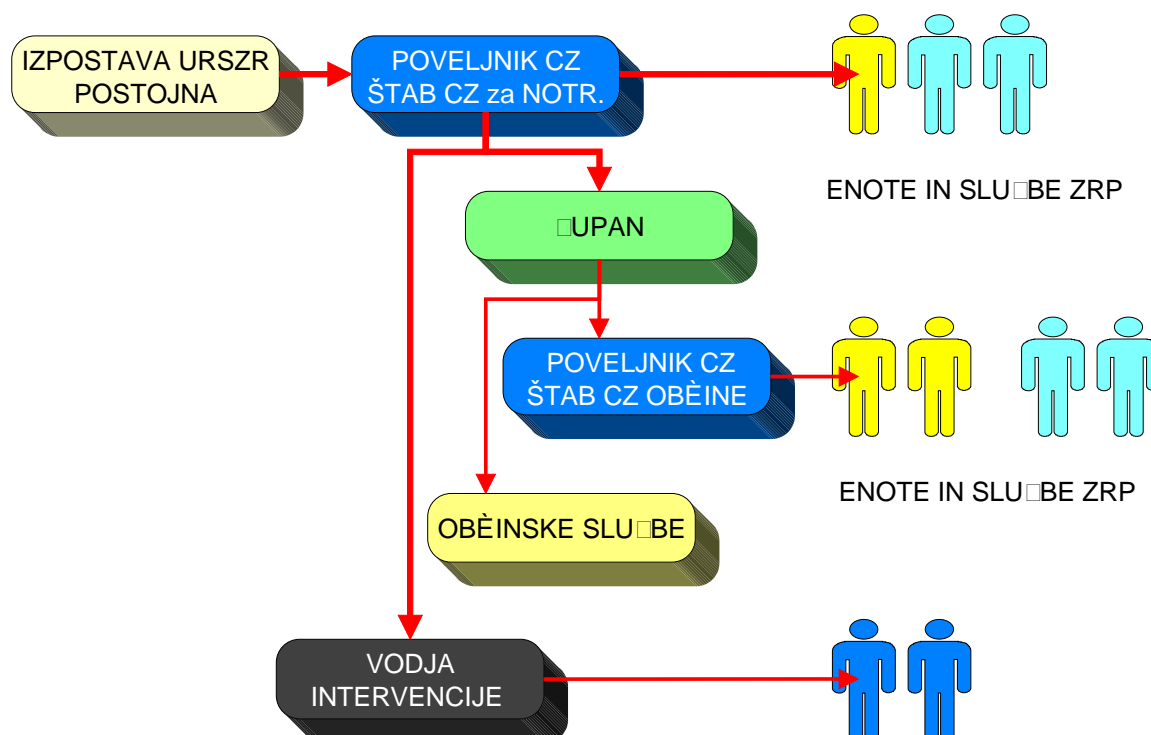 IZPOSTAVA URSZR
POSTOJNA
POVELJNIK CZ
ŠTAB CZ za NOTR.
ENOTE IN SLU□BE ZRP
□UPAN
POVELJNIK CZ
ŠTAB CZ OBÈINE
ENOTE IN SLU□BE ZRP
OBÈINSKE SLU□BE
VODJA
INTERVENCIJE